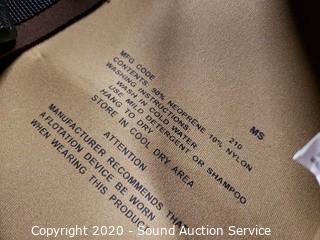 MFG CODE 210 MS
CONTENTS: 90% NEOPRENE 10% NYLON
WASHING INSTRUCTIONS:
WASH IN COLD WATER
USE MILD DETERGENT OR SHAMPOO
HANG TO DRY
STORE IN COOL DRY AREA
ATTENTION
MANUFACTURER RECOMMENDS THAT
A FLOTATION DEVICE BE WORN
WHEN WEARING THIS PRODUCT
Copyright 2020 - Sound Auction Service